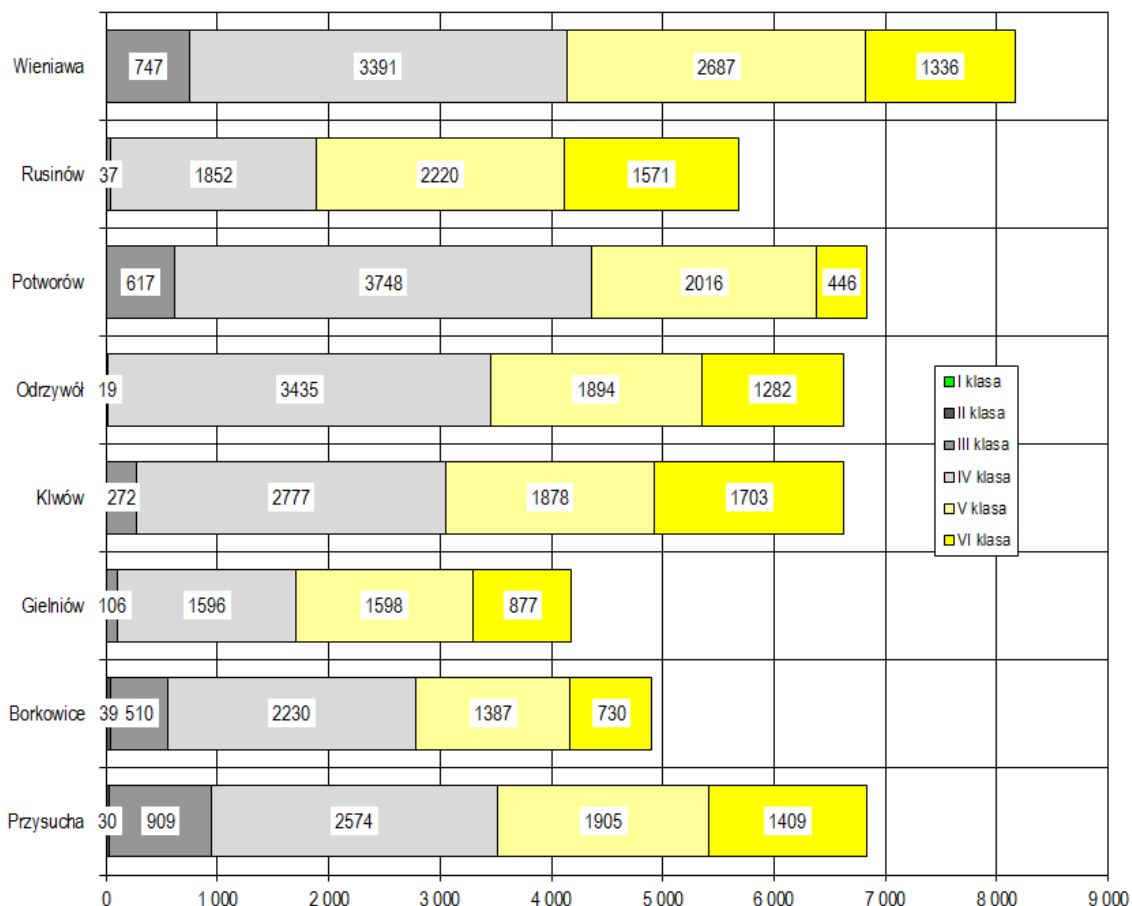 Wieniawa 747 3391 2687 1336
Rusinów 37 1852 2220 1571
Potworów 617 3748 2016 446
Odrzywół 19 3435 1894 1282
Klwów 272 2777 1878 1703
Gielniów 106 1596 1598 877
Borkowice 39 510 2230 1387 730
Przysucha 30 909 2574 1905 1409
0 1 000 2 000 3 000 4 000 5 000 6 000 7 000 8 000 9 000
I klasa
II klasa
III klasa
IV klasa
V klasa
VI klasa